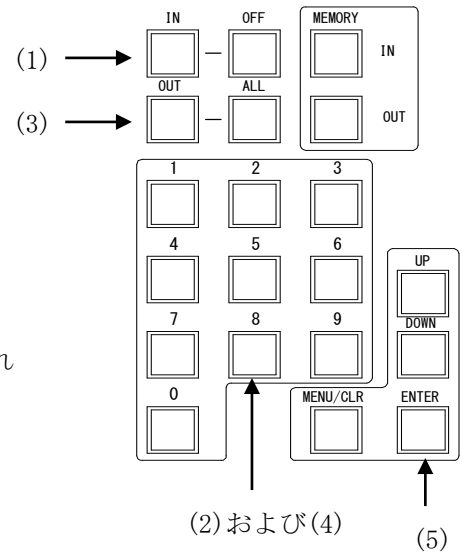 IN OFF MEMORY
(1) IN
OUT ALL
(3) OUT
1 2 3
4 5 6
UP
7 8 9 DOWN
れ
0 MENU/CLR ENTER
(2)および(4)
(5)